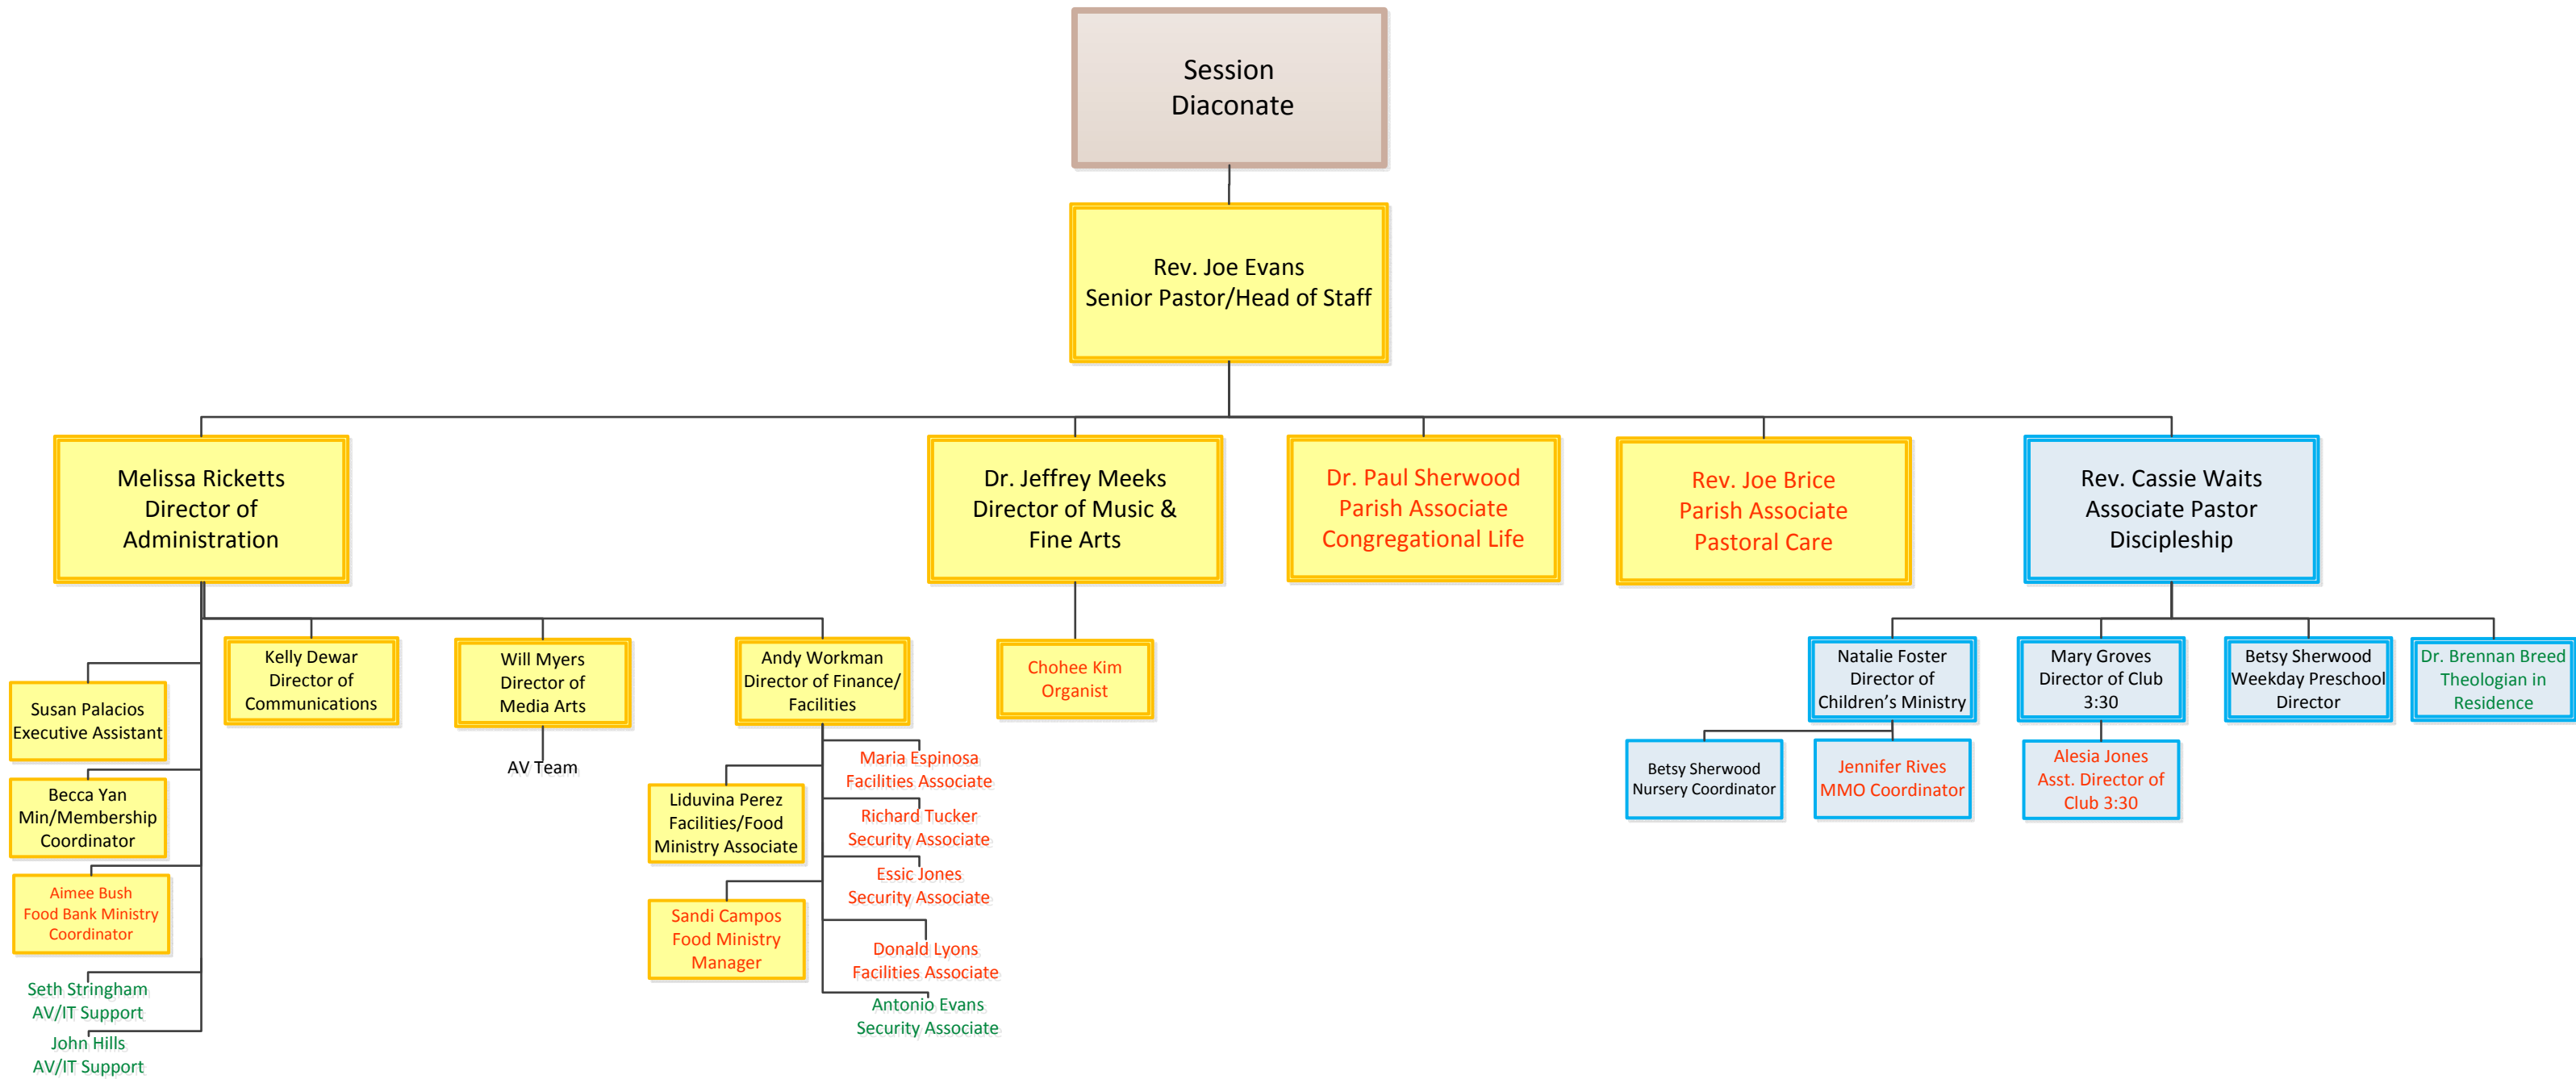 Session
Diaconate
Rev. Joe Evans
Senior Pastor/Head of Staff
Melissa Ricketts
Director of
Administration
Dr. Jeffrey Meeks
Director of Music &
Fine Arts
Dr. Paul Sherwood
Parish Associate
Congregational Life
Rev. Joe Brice
Parish Associate
Pastoral Care
Rev. Cassie Waits
Associate Pastor
Discipleship
Susan Palacios
Executive Assistant
Becca Yan
Min/Membership
Coordinator
Aimee Bush
Food Bank Ministry
Coordinator
Seth Stringham
AV/IT Support
John Hills
AV/IT Support
Kelly Dewar
Director of
Communications
Will Myers
Director of
Media Arts
AV Team
Andy Workman
Director of Finance/
Facilities
Liduvina Perez
Facilities/Food
Ministry Associate
Sandi Campos
Food Ministry
Manager
Maria Espinosa
Facilities Associate
Richard Tucker
Security Associate
Essic Jones
Security Associate
Donald Lyons
Facilities Associate
Antonio Evans
Security Associate
Chohee Kim
Organist
Natalie Foster
Director of
Children’s Ministry
Betsy Sherwood
Nursery Coordinator
Jennifer Rives
MMO Coordinator
Mary Groves
Director of Club
3:30
Alesia Jones
Asst. Director of
Club 3:30
Betsy Sherwood
Weekday Preschool
Director
Dr. Brennan Breed
Theologian in
Residence